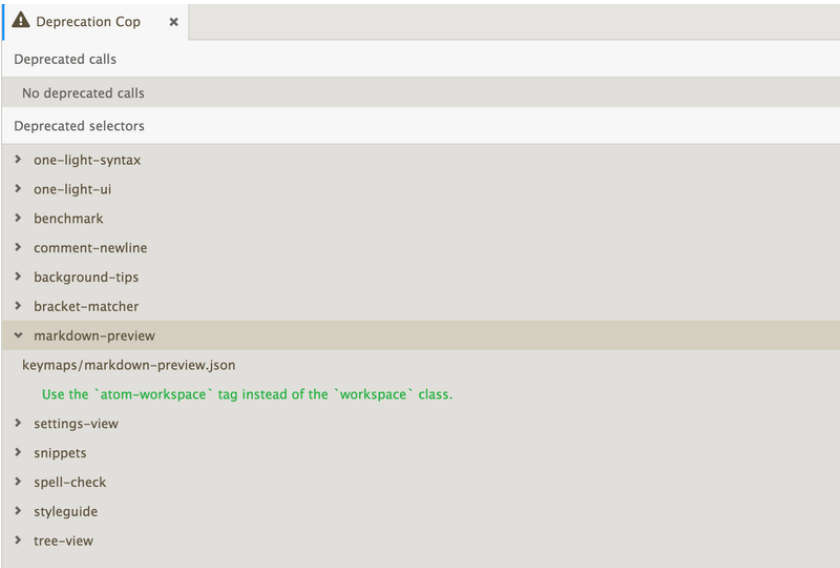 Deprecation Cop
Deprecated calls
No deprecated calls
Deprecated selectors
one-light-syntax
one-light-ui
benchmark
comment-newline
background-tips
bracket-matcher
markdown-preview
keymaps/markdown-preview.json
Use the `atom-workspace` tag instead of the `workspace` class.
settings-view
snippets
spell-check
styleguide
tree-view